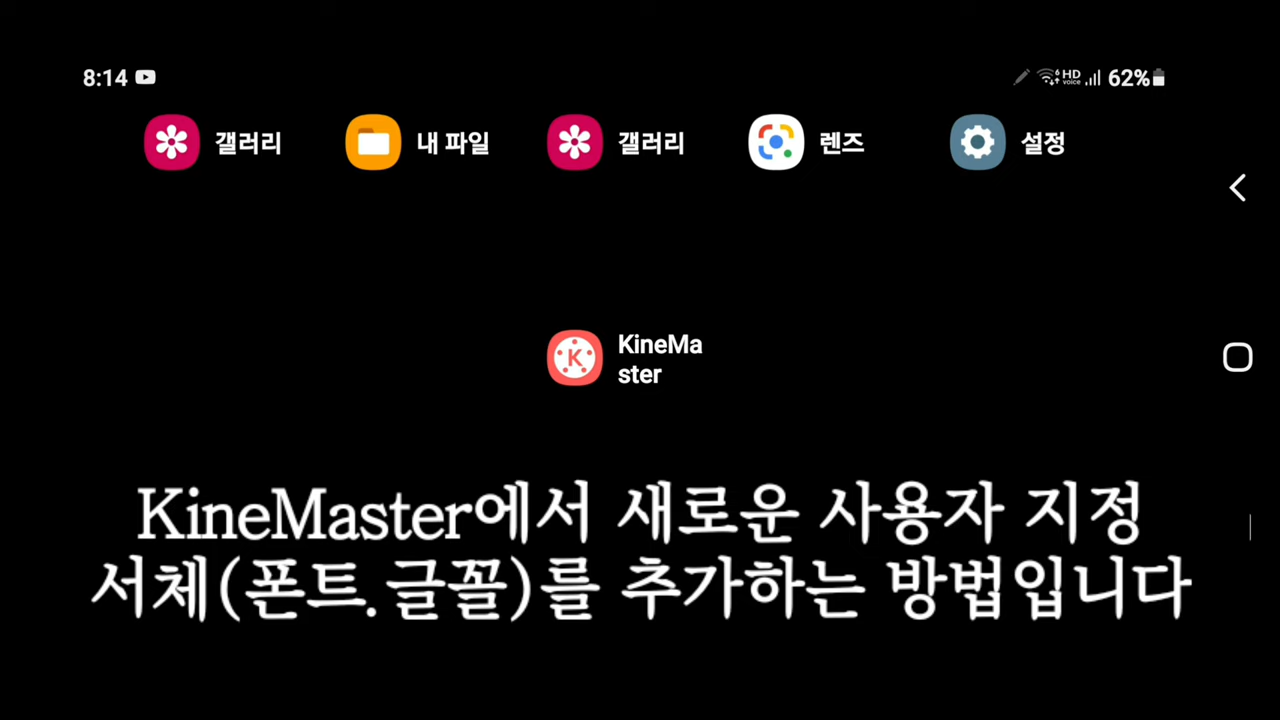 8:14 HD voice 62%
갤러리 내 파일 갤러리 렌즈 설정
KineMa
ster
KineMaster에서 새로운 사용자 지정
서체(폰트.글꼴)를 추가하는 방법입니다